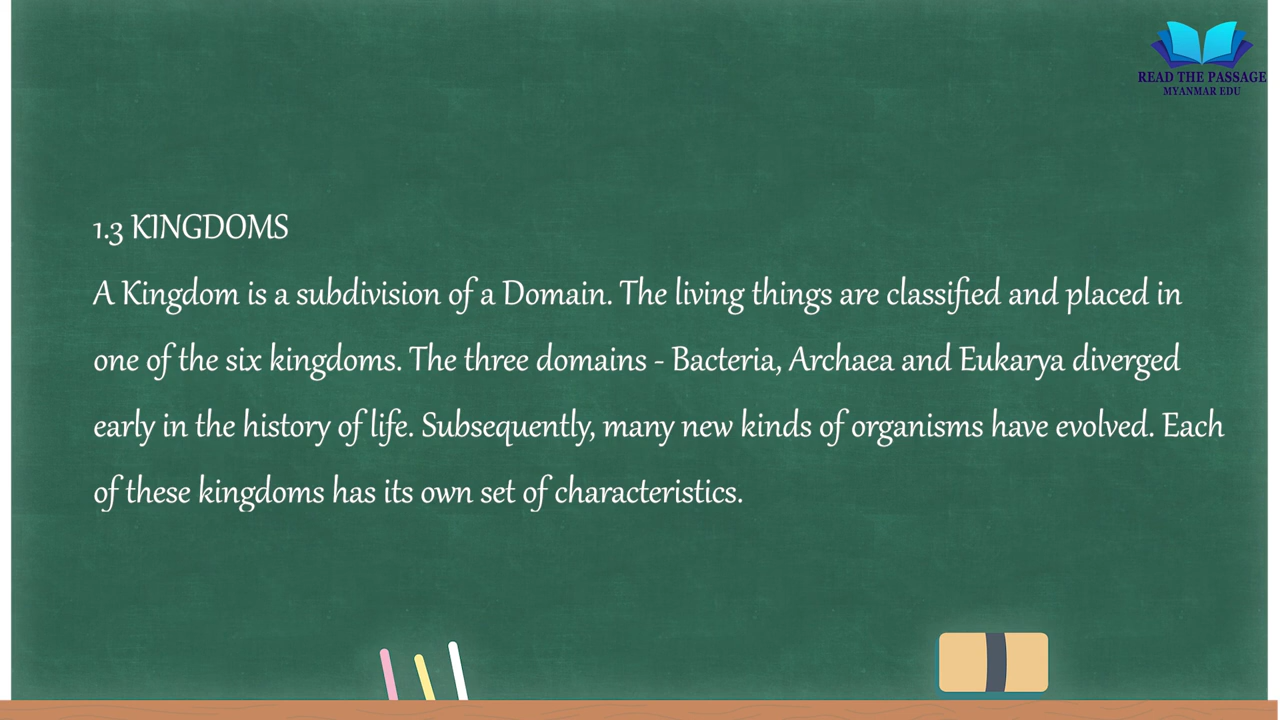 READ THE PASSAGE
MYANMAR EDU
1.3 KINGDOMS
A Kingdom is a subdivision of a Domain. The living things are classified and placed in
one of the six kingdoms. The three domains - Bacteria, Archaea and Eukarya diverged
early in the history of life. Subsequently, many new kinds of organisms have evolved. Each
of these kingdoms has its own set of characteristics.